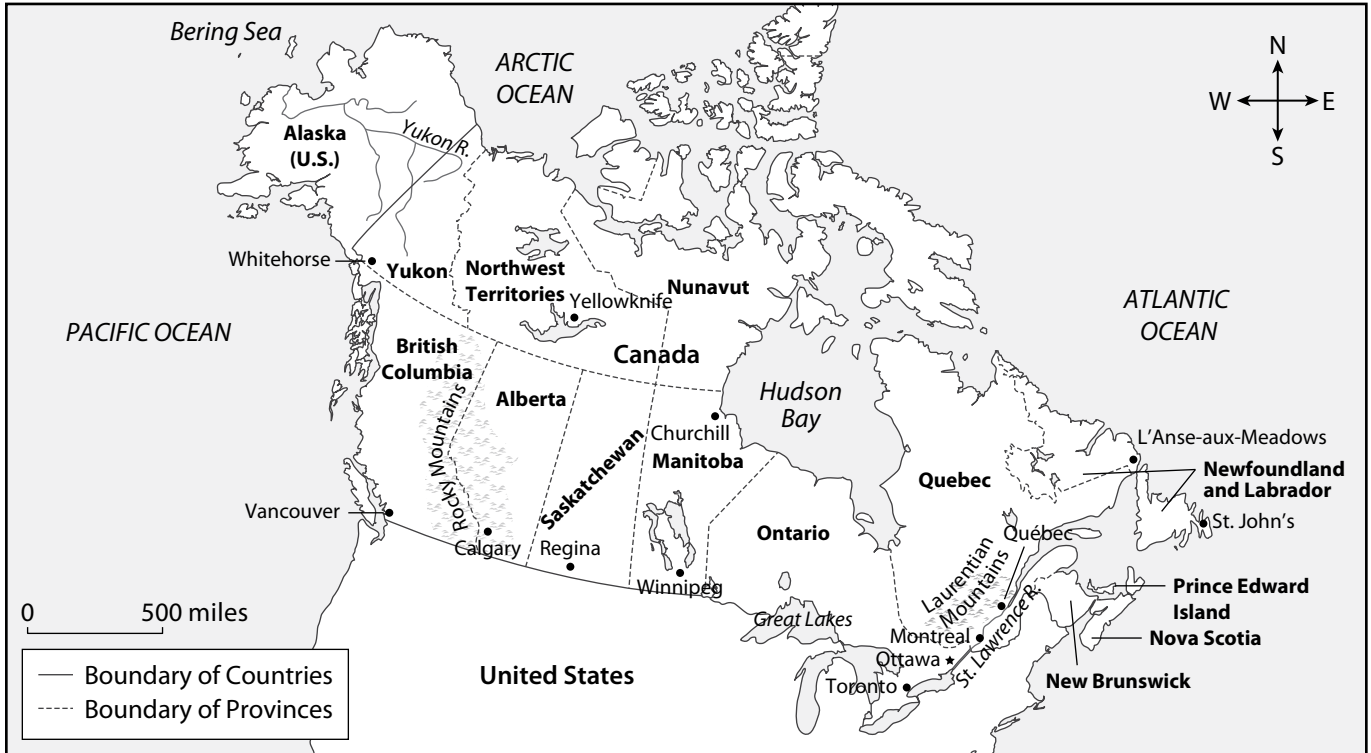 Bering Sea
ARCTIC
OCEAN
N
W
E
S
Alaska
(U.S.)
Yukon R.
Whitehorse
Yukon
Northwest
Territories
Yellowknife
Nunavut
ATLANTIC
OCEAN
PACIFIC OCEAN
British
Columbia
Canada
Rocky Mountains
Alberta
Hudson
Bay
Churchill
Manitoba
Saskatchewan
Quebec
L'Anse-aux-Meadows
Newfoundland
and Labrador
St. John's
Vancouver
Calgary
Regina
Winnipeg
Ontario
Québec
Laurentian
Mountains
Prince Edward
Island
Nova Scotia
New Brunswick
Great Lakes
Montreal
Ottawa
St. Lawrence R.
Toronto
United States
0 500 miles
Boundary of Countries
Boundary of Provinces